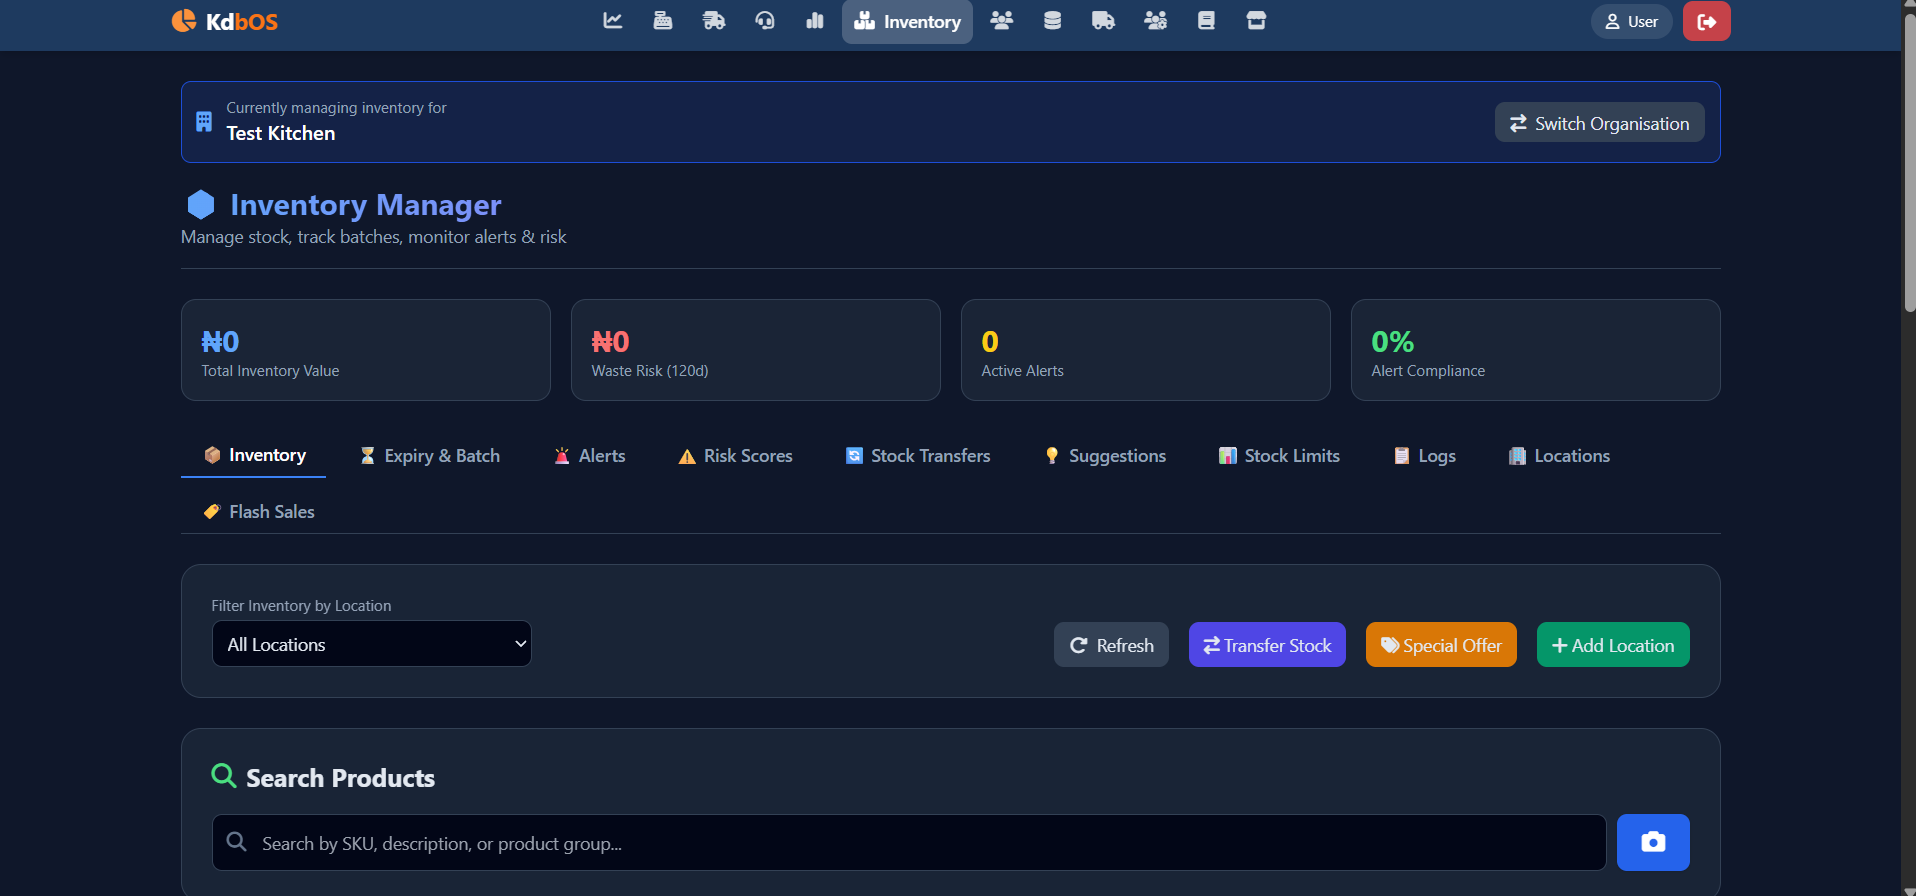 KdbOS
Inventory
User
Currently managing inventory for
Test Kitchen
Switch Organisation
Inventory Manager
Manage stock, track batches, monitor alerts & risk
₦0
Total Inventory Value
₦0
Waste Risk (120d)
0
Active Alerts
0%
Alert Compliance
Inventory
Expiry & Batch
Alerts
Risk Scores
Stock Transfers
Suggestions
Stock Limits
Logs
Locations
Flash Sales
Filter Inventory by Location
All Locations
Refresh
Transfer Stock
Special Offer
Add Location
Search Products
Search by SKU, description, or product group...